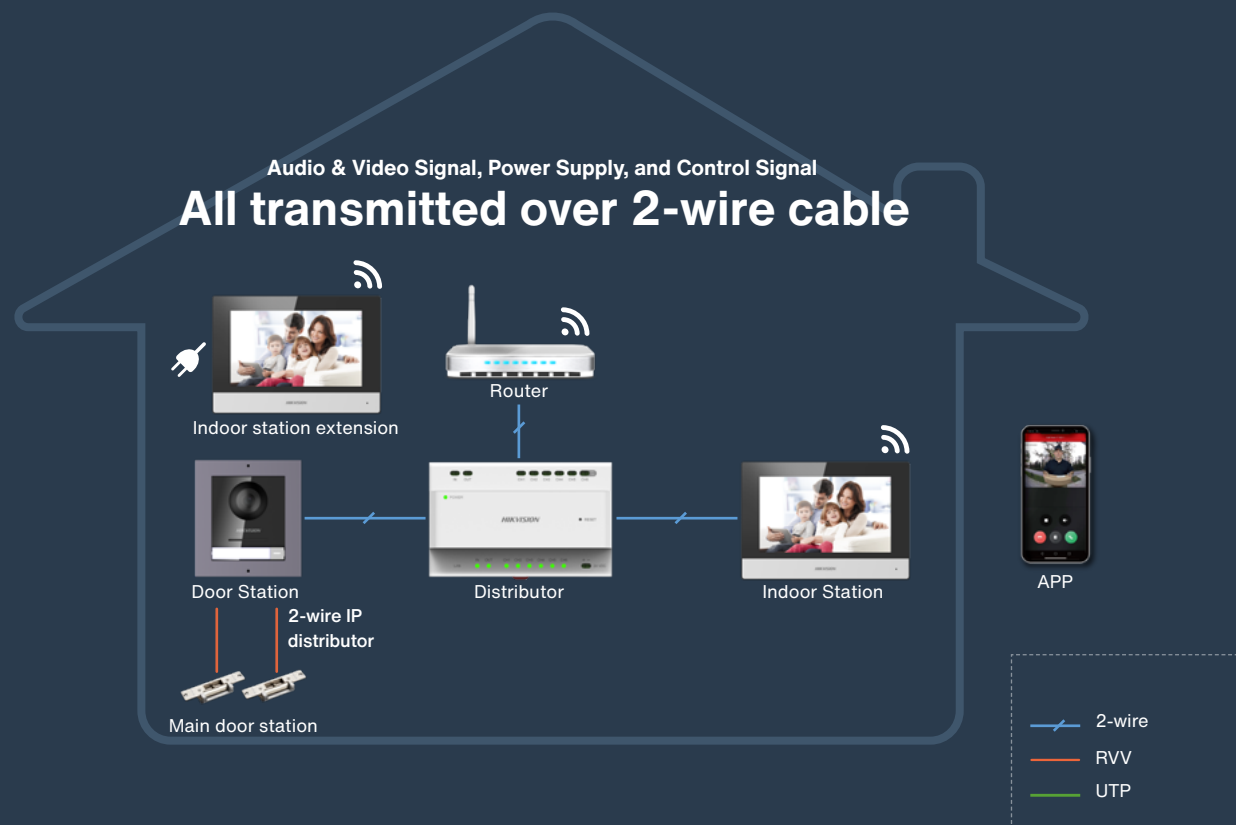 Audio & Video Signal, Power Supply, and Control Signal
All transmitted over 2-wire cable
Indoor station extension
Router
HIKVISION
Door Station
Distributor
Indoor Station
APP
2-wire IP
distributor
Main door station
2-wire
RVV
UTP